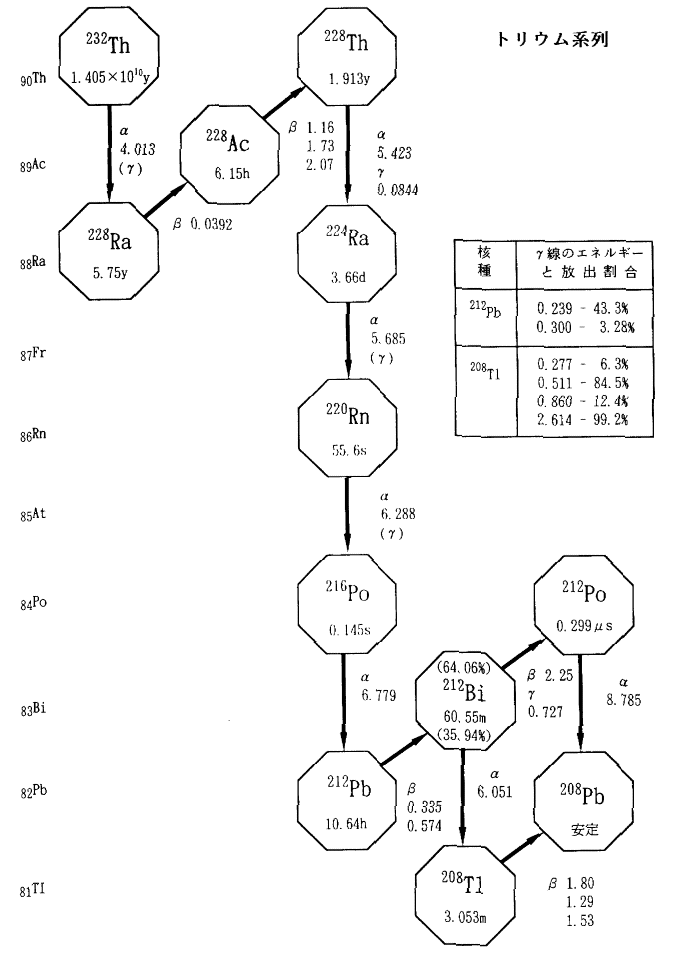 トリウム系列
²³²Th
1.405×10¹⁰y
²²⁸Th
1.913y
₉₀Th
α
4.013
(γ)
²²⁸Ac
6.15h
β 1.16
1.73
2.07
α
5.423
γ
0.0844
₈₉Ac
²²⁸Ra
5.75y
β 0.0392
²²⁴Ra
3.66d
₈₈Ra
核種
γ線のエネルギー
と放出割合
²¹²Pb
0.239 - 43.3%
0.300 - 3.28%
²⁰⁸Tl
0.277 - 6.3%
0.511 - 84.5%
0.860 - 12.4%
2.614 - 99.2%
α
5.685
(γ)
₈₇Fr
²²⁰Rn
55.6s
₈₆Rn
α
6.288
(γ)
₈₅At
²¹⁶Po
0.145s
²¹²Po
0.299μs
₈₄Po
α
6.779
(64.06%)
²¹²Bi
60.55m
(35.94%)
β 2.25
γ
0.727
α
8.785
₈₃Bi
²¹²Pb
10.64h
β
0.335
0.574
α
6.051
²⁰⁸Pb
安定
₈₂Pb
²⁰⁸Tl
3.053m
β 1.80
1.29
1.53
₈₁TI